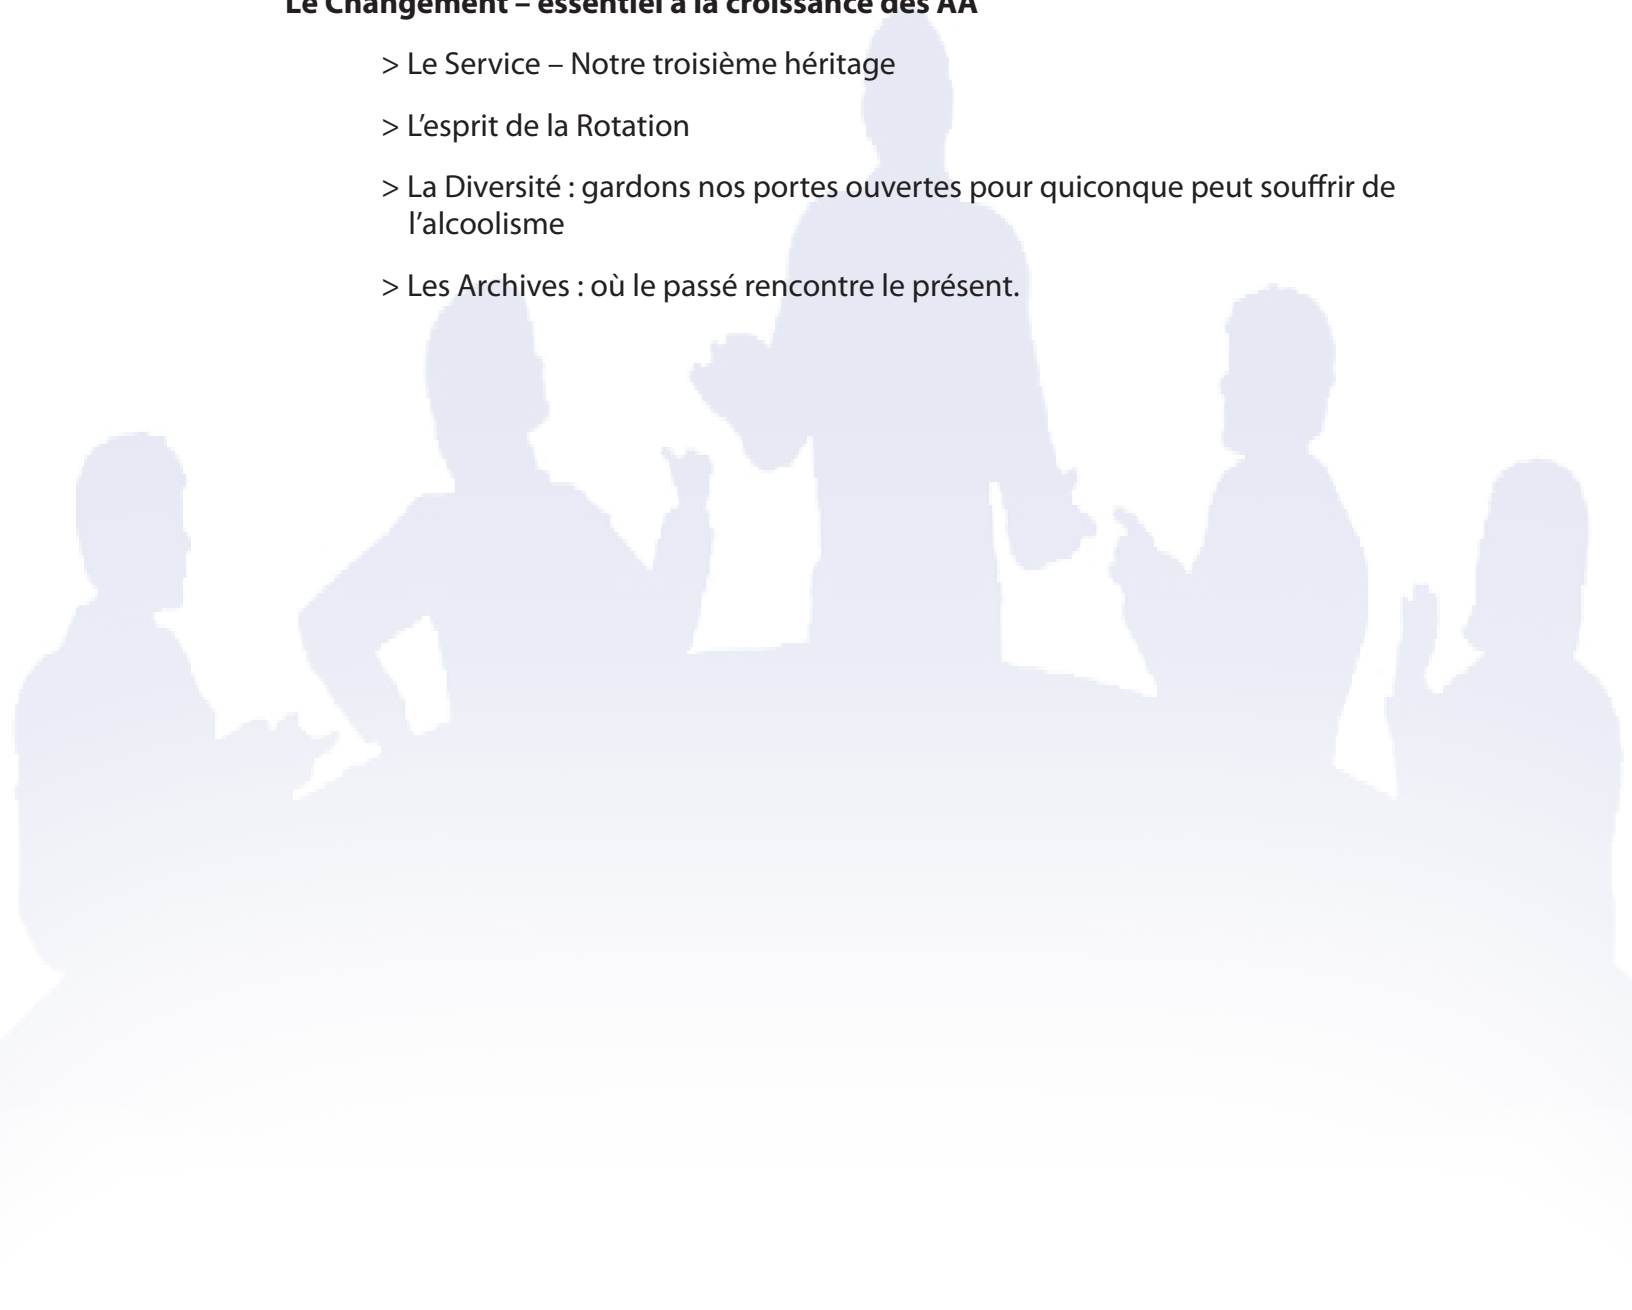 Le Changement – essentiel à la croissance des AA
> Le Service – Notre troisième héritage
> L’esprit de la Rotation
> La Diversité : gardons nos portes ouvertes pour quiconque peut souffrir de
l’alcoolisme
> Les Archives : où le passé rencontre le présent.